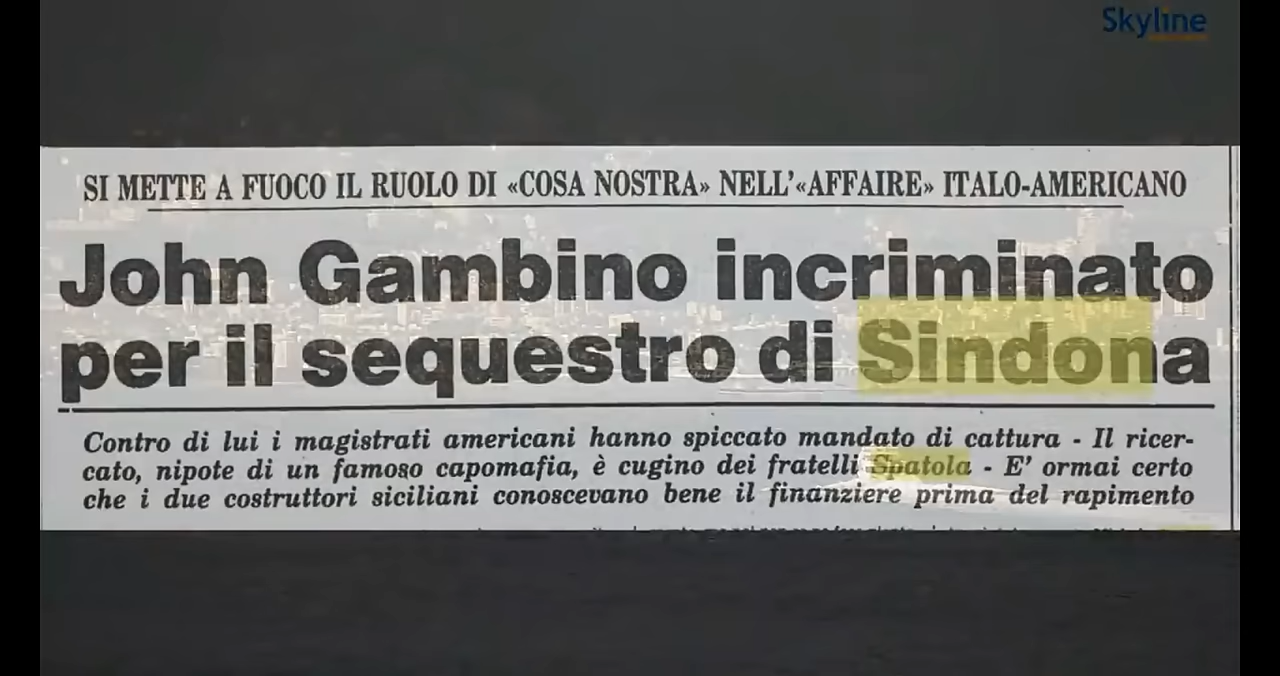 Skyline
SI METTE A FUOCO IL RUOLO DI «COSA NOSTRA» NELL'«AFFAIRE» ITALO-AMERICANO
John Gambino incriminato
per il sequestro di Sindona
Contro di lui i magistrati americani hanno spiccato mandato di cattura - Il ricer-
cato, nipote di un famoso capomafia, è cugino dei fratelli Spatola - E' ormai certo
che i due costruttori siciliani conoscevano bene il finanziere prima del rapimento